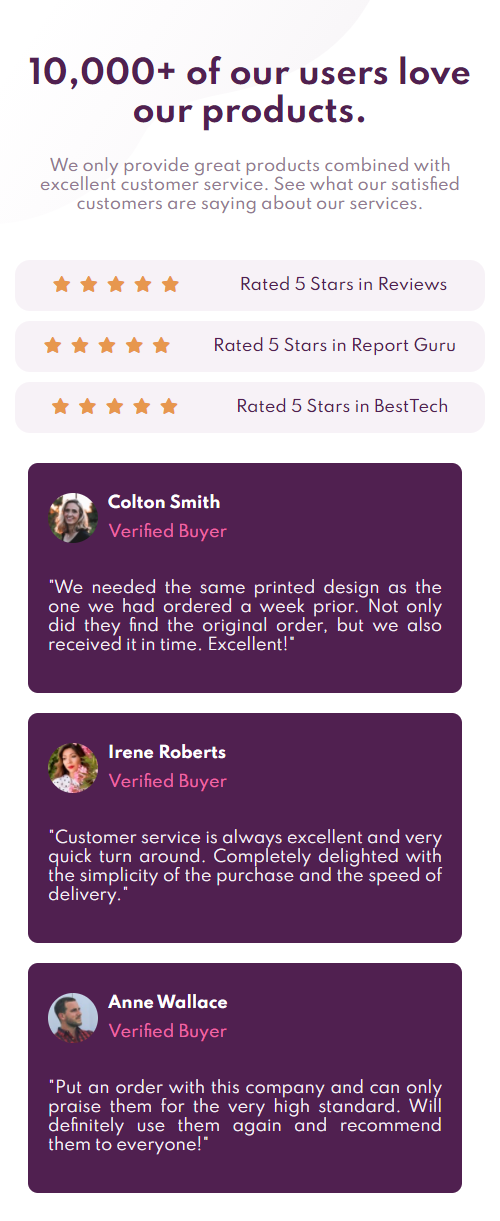 10,000+ of our users love
our products.
We only provide great products combined with
excellent customer service. See what our satisfied
customers are saying about our services.
Rated 5 Stars in Reviews
Rated 5 Stars in Report Guru
Rated 5 Stars in BestTech
Colton Smith
Verified Buyer
"We needed the same printed design as the
one we had ordered a week prior. Not only
did they find the original order, but we also
received it in time. Excellent!"
Irene Roberts
Verified Buyer
"Customer service is always excellent and very
quick turn around. Completely delighted with
the simplicity of the purchase and the speed of
delivery."
Anne Wallace
Verified Buyer
"Put an order with this company and can only
praise them for the very high standard. Will
definitely use them again and recommend
them to everyone!"